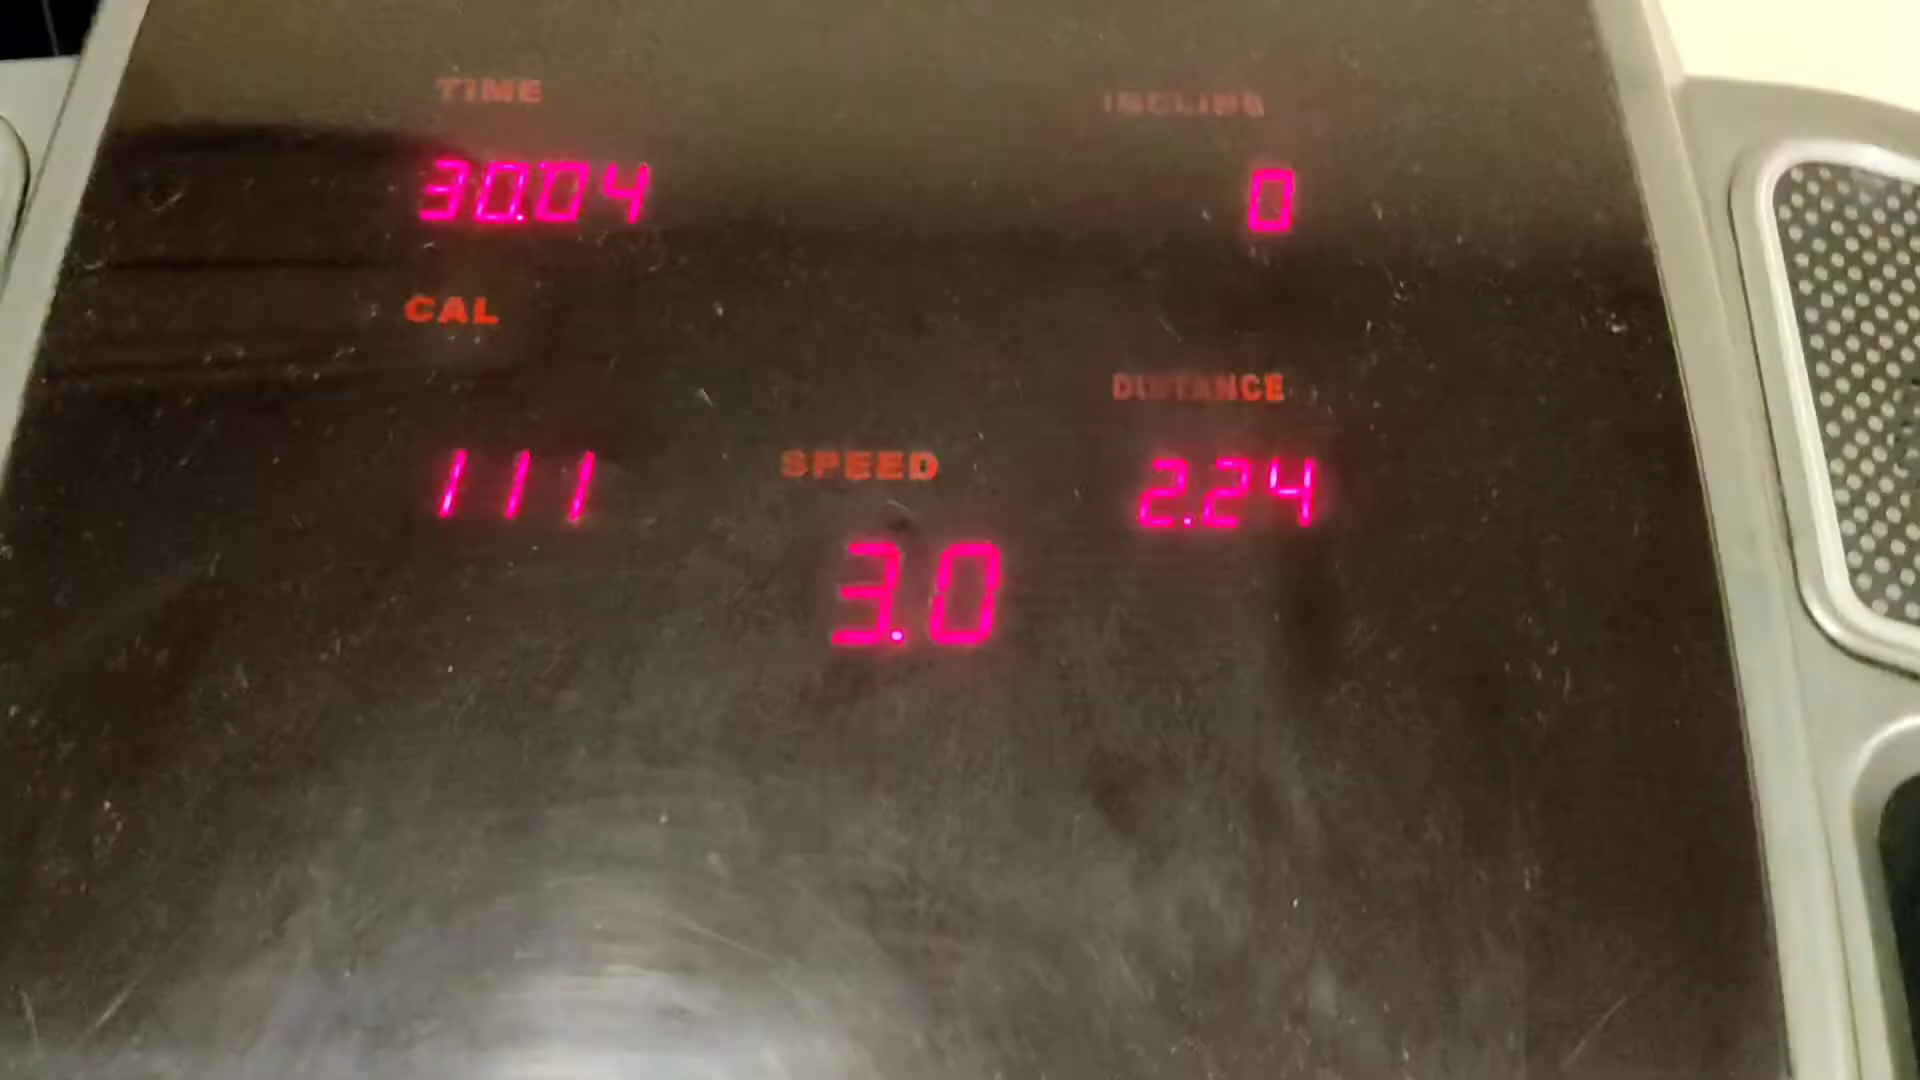 TIME
INCLINE
30.04
0
CAL
DISTANCE
111
SPEED
2.24
3.0